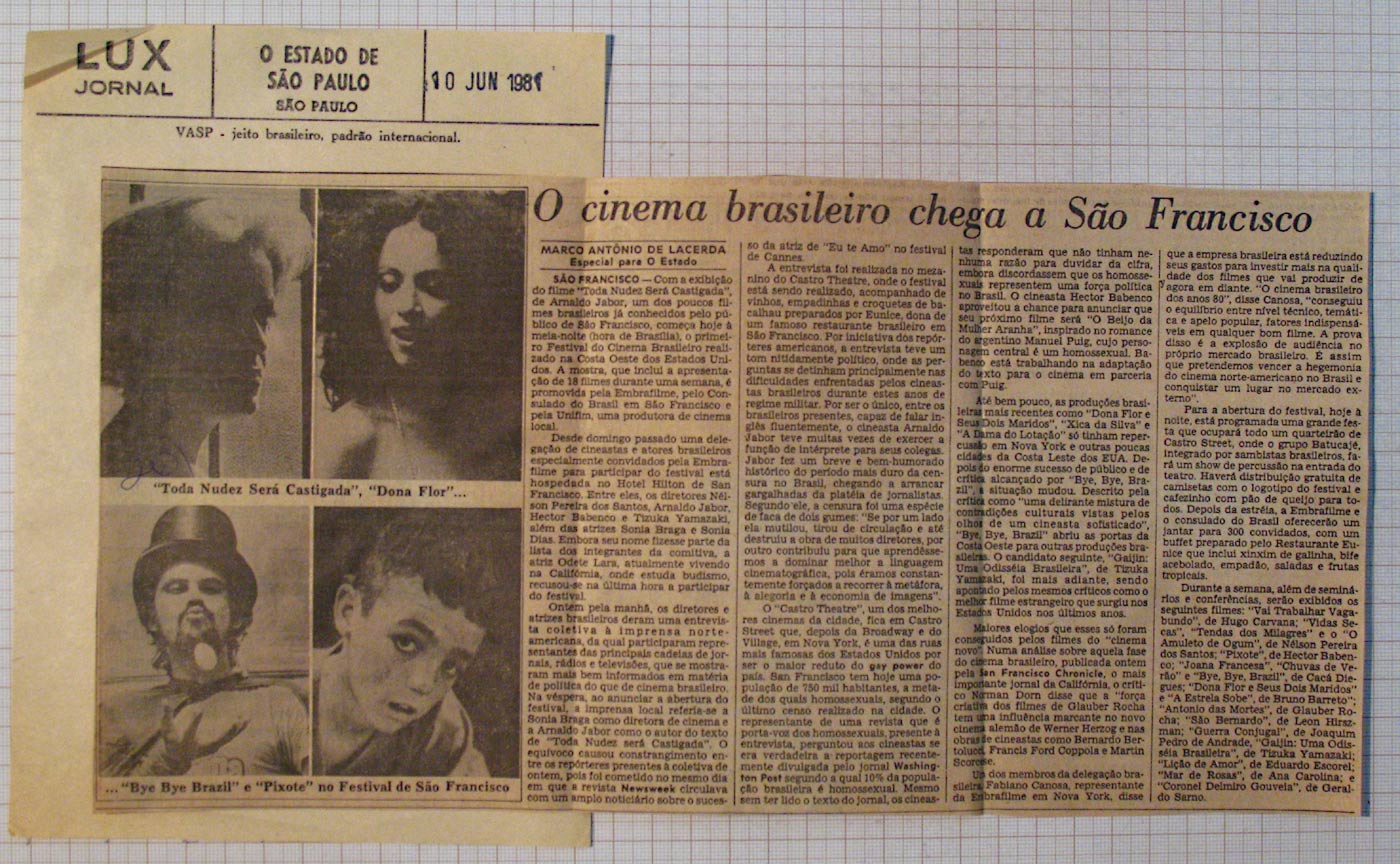 LUX
JORNAL
O ESTADO DE
SÃO PAULO
SÃO PAULO
10 JUN 1981
VASP - jeito brasileiro, padrão internacional.
"Toda Nudez Será Castigada", "Dona Flor"...
... "Bye Bye Brazil" e "Pixote" no Festival de São Francisco
O cinema brasileiro chega a São Francisco
MARCO ANTÔNIO DE LACERDA
Especial para O Estado
SÃO FRANCISCO — Com a exibição
do filme "Toda Nudez Será Castigada",
de Arnaldo Jabor, um dos poucos fil-
mes brasileiros já conhecidos pelo pú-
blico de São Francisco, começa hoje à
meia-noite (hora de Brasília), o primei-
ro Festival do Cinema Brasileiro reali-
zado na Costa Oeste dos Estados Uni-
dos. A mostra, que inclui a apresenta-
ção de 18 filmes durante uma semana, é
promovida pela Embrafilme, pelo Con-
sulado do Brasil em São Francisco e
pela Unifim, uma produtora de cinema
local.
Desde domingo passado uma dele-
gação de cineastas e atores brasileiros
especialmente convidados pela Embra-
filme para participar do festival está
hospedada no Hotel Hilton de San
Francisco. Entre eles, os diretores Nél-
son Pereira dos Santos, Arnaldo Jabor,
Hector Babenco e Tizuka Yamazaki,
além das atrizes Sonia Braga e Sonia
Dias. Embora seu nome fizesse parte da
lista dos integrantes da comitiva, a
atriz Odete Lara, atualmente vivendo
na Califórnia, onde estuda budismo,
recusou-se na última hora a participar
do festival.
Ontem pela manhã, os diretores e
atrizes brasileiros deram uma entrevis-
ta coletiva à imprensa norte-
americana, da qual participaram repre-
sentantes das principais cadeias de jor-
nais, rádios e televisões, que se mostra-
ram mais bem informados em matéria
de política do que de cinema brasileiro.
Na véspera, ao anunciar a abertura do
festival, a imprensa local referia-se a
Sonia Braga como diretora de cinema e
a Arnaldo Jabor como o autor do texto
de "Toda Nudez será Castigada". O
equívoco causou constrangimento en-
tre os repórteres presentes à coletiva de
ontem, pois foi cometido no mesmo dia
em que a revista Newsweek circulava
com um amplo noticiário sobre o suces-
so da atriz de "Eu te Amo" no festival
de Cannes.
A entrevista foi realizada no meza-
nino do Castro Theatre, onde o festival
está sendo realizado, acompanhado de
vinhos, empadinhas e croquetes de ba-
calhau preparados por Eunice, dona de
um famoso restaurante brasileiro em
São Francisco. Por iniciativa dos repór-
teres americanos, a entrevista teve um
tom nitidamente político, onde as per-
guntas se detinham principalmente nas
dificuldades enfrentadas pelos cineas-
tas brasileiros durante estes anos de
regime militar. Por ser o único, entre os
brasileiros presentes, capaz de falar in-
glês fluentemente, o cineasta Arnaldo
Jabor teve muitas vezes de exercer a
função de intérprete para seus colegas.
Jabor fez um breve e bem-humorado
histórico do período mais duro da cen-
sura no Brasil, chegando a arrancar
gargalhadas da platéia de jornalistas.
Segundo ele, a censura foi uma espécie
de faca de dois gumes: "Se por um lado
ela mutilou, tirou de circulação e até
destruiu a obra de muitos diretores, por
outro contribuiu para que aprendêsse-
mos a dominar melhor a linguagem
cinematográfica, pois éramos constan-
temente forçados a recorrer à metáfora,
à alegoria e à economia de imagens".
O "Castro Theatre", um dos melho-
res cinemas da cidade, fica em Castro
Street que, depois da Broadway e do
Village, em Nova York, é uma das ruas
mais famosas dos Estados Unidos por
ser o maior reduto do gay power do
país. San Francisco tem hoje uma po-
pulação de 750 mil habitantes, a meta-
de dos quais homossexuais, segundo o
último censo realizado na cidade. O
representante de uma revista que é
porta-voz dos homossexuais, presente à
entrevista, perguntou aos cineastas se
era verdadeira a reportagem recente-
mente divulgada pelo jornal Washing-
ton Post segundo a qual 10% da popula-
ção brasileira é homossexual. Mesmo
sem ter lido o texto do jornal, os cineas-
tas responderam que não tinham ne-
nhuma razão para duvidar da cifra,
embora discordassem que os homosse-
xuais representem uma força política
no Brasil. O cineasta Hector Babenco
aproveitou a chance para anunciar que
seu próximo filme será "O Beijo da
Mulher Aranha", inspirado no romance
do argentino Manuel Puig, cujo perso-
nagem central é um homossexual. Ba-
benco está trabalhando na adaptação
do texto para o cinema em parceria
com Puig.
Até bem pouco, as produções brasi-
leiras mais recentes como "Dona Flor e
Seus Dois Maridos", "Xica da Silva" e
"A Dama do Lotação" só tinham reper-
cussão em Nova York e outras poucas
cidades da Costa Leste dos EUA. De-
pois do enorme sucesso de público e de
crítica alcançado por "Bye, Bye, Bra-
zil", a situação mudou. Descrito pela
crítica como "uma delirante mistura de
contradições culturais vistas pelos
olhos de um cineasta sofisticado",
"Bye, Bye, Brazil" abriu as portas da
Costa Oeste para outras produções bra-
sileiras. O candidato seguinte, "Gaijin:
Uma Odisséia Brasileira", de Tizuka
Yamazaki, foi mais adiante, sendo
apontado pelos mesmos críticos como o
melhor filme estrangeiro que surgiu nos
Estados Unidos nos últimos anos.
Maiores elogios que esses só foram
conseguidos pelos filmes do "cinema
novo". Numa análise sobre aquela fase
do cinema brasileiro, publicada ontem
pela San Francisco Chronicle, o mais
importante jornal da Califórnia, o críti-
co Norman Dorn disse que a "força
criativa dos filmes de Glauber Rocha
tem uma influência marcante no novo
cinema alemão de Werner Herzog e nas
obras de cineastas como Bernardo Ber-
tolucci, Francis Ford Coppola e Martin
Scorcese.
Um dos membros da delegação bra-
sileira, Fabiano Canosa, representante
da Embrafilme em Nova York, disse
que a empresa brasileira está reduzindo
seus gastos para investir mais na quali-
dade dos filmes que vai produzir de
agora em diante. "O cinema brasileiro
dos anos 80", disse Canosa, "conseguiu
o equilíbrio entre nível técnico, temáti-
ca e apelo popular, fatores indispensá-
veis em qualquer bom filme. A prova
disso é a explosão de audiência no
próprio mercado brasileiro. É assim
que pretendemos vencer a hegemonia
do cinema norte-americano no Brasil e
conquistar um lugar no mercado ex-
terno".
Para a abertura do festival, hoje à
noite, está programada uma grande fes-
ta que ocupará todo um quarteirão de
Castro Street, onde o grupo Batucajé,
integrado por sambistas brasileiros, fa-
rá um show de percussão na entrada do
teatro. Haverá distribuição gratuita de
camisetas com o logotipo do festival e
cafezinho com pão de queijo para to-
dos. Depois da estréia, a Embrafilme e
o consulado do Brasil oferecerão um
jantar para 300 convidados, com um
buffet preparado pelo Restaurante Eu-
nice que inclui xinxim de galinha, bife
acebolado, empadão, saladas e frutas
tropicais.
Durante a semana, além de seminá-
rios e conferências, serão exibidos os
seguintes filmes: "Vai Trabalhar Vaga-
bundo", de Hugo Carvana; "Vidas Se-
cas", "Tendas dos Milagres" e o "O
Amuleto de Ogum", de Nélson Pereira
dos Santos; "Pixote", de Hector Baben-
co; "Joana Francesa", "Chuvas de Ve-
rão" e "Bye, Bye, Brazil", de Cacá Die-
gues; "Dona Flor e Seus Dois Maridos"
e "A Estrela Sobe", de Bruno Barreto;
"Antonio das Mortes", de Glauber Ro-
cha; "São Bernardo", de Leon Hirsz-
man; "Guerra Conjugal", de Joaquim
Pedro de Andrade, "Gaijin: Uma Odis-
séia Brasileira", de Tizuka Yamazaki;
"Lição de Amor", de Eduardo Escorel;
"Mar de Rosas", de Ana Carolina; e
"Coronel Delmiro Gouveia", de Geral-
do Sarno.